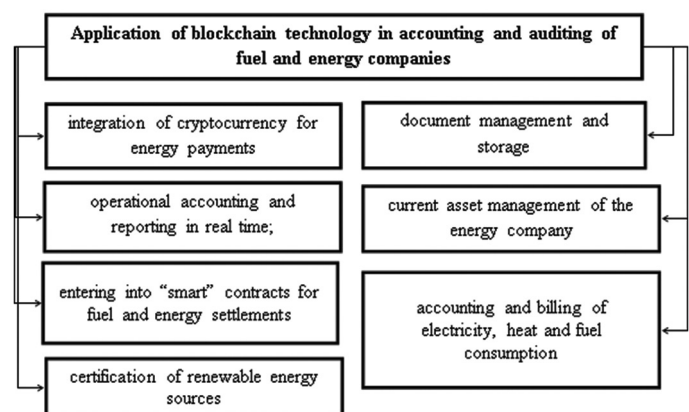 Application of blockchain technology in accounting and auditing of
fuel and energy companies
integration of cryptocurrency for
energy payments
operational accounting and
reporting in real time;
entering into “smart” contracts for
fuel and energy settlements
certification of renewable energy
sources
document management and
storage
current asset management of the
energy company
accounting and billing of
electricity, heat and fuel
consumption